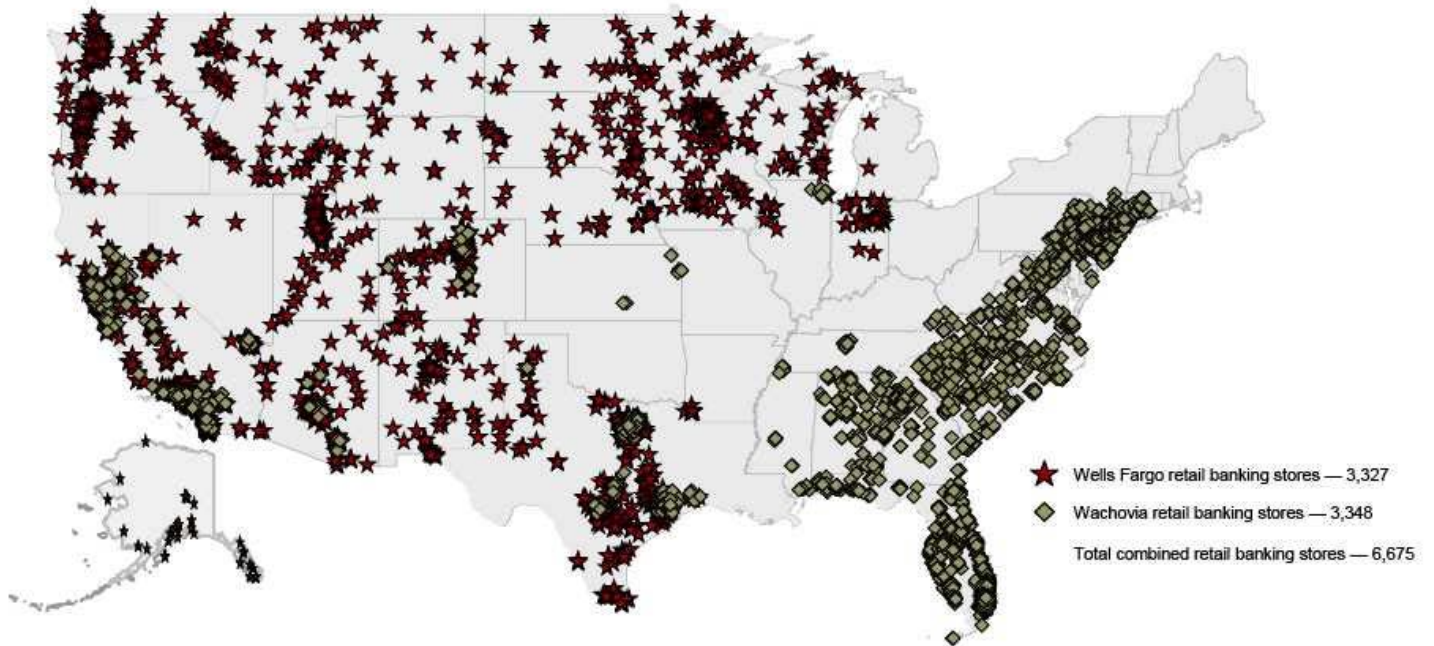 Wells Fargo retail banking stores — 3,327
Wachovia retail banking stores — 3,348
Total combined retail banking stores — 6,675